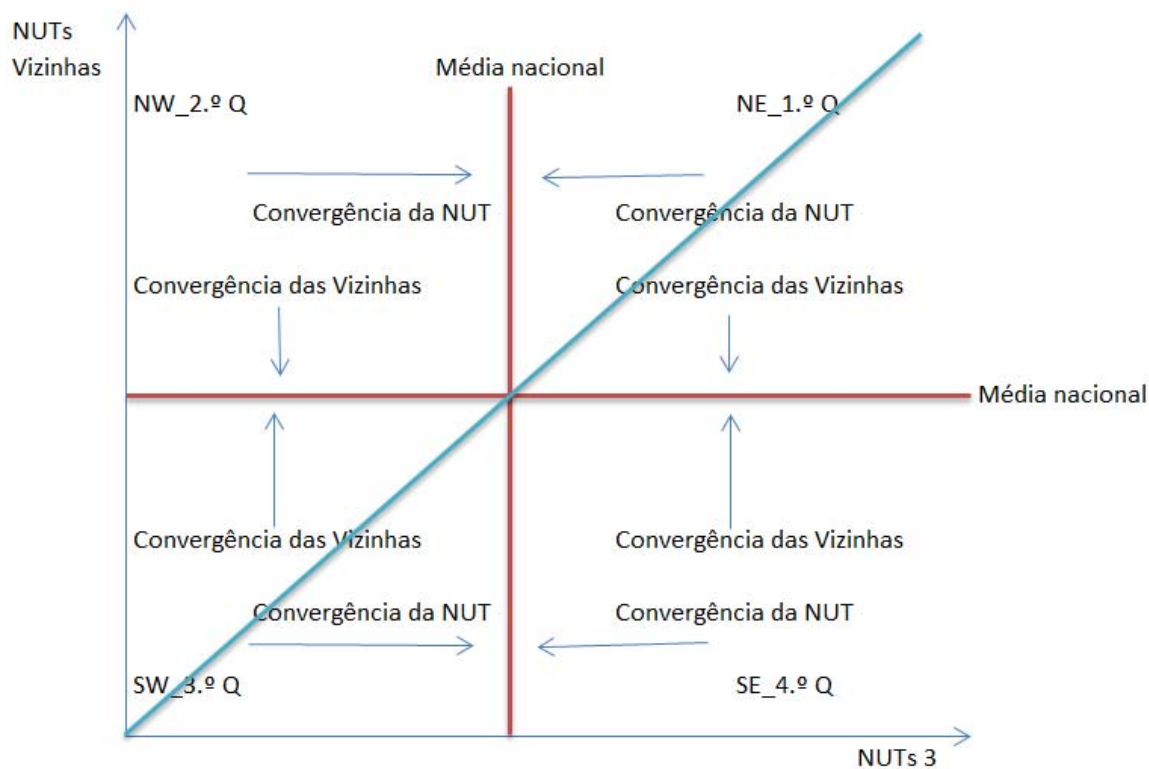 NUTs
Vizinhas
Média nacional
NW_2.º Q
NE_1.º Q
Convergência da NUT
Convergência da NUT
Convergência das Vizinhas
Convergência das Vizinhas
Média nacional
Convergência das Vizinhas
Convergência das Vizinhas
Convergência da NUT
Convergência da NUT
SW_3.º Q
SE_4.º Q
NUTs 3